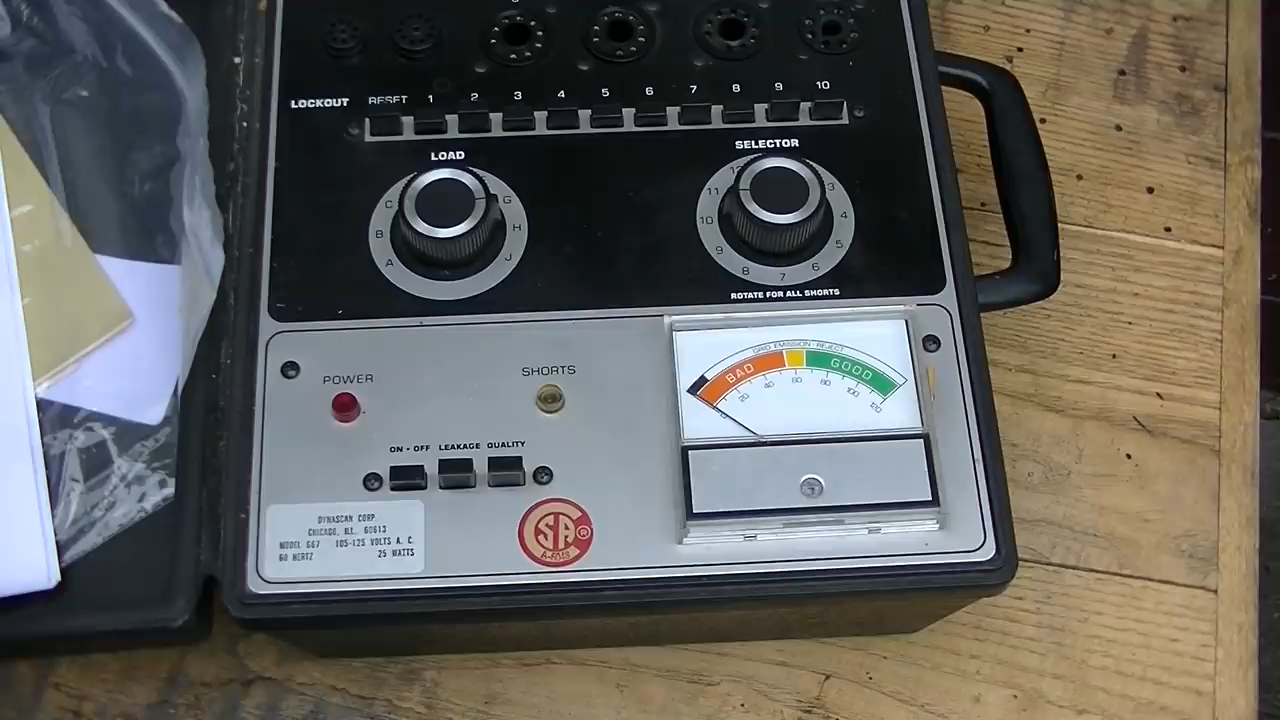 LOCKOUT RESET 1 2 3 4 5 6 7 8 9 10
LOAD
A B C G H J
SELECTOR
3 4 5 6 7 8 9 10 11
ROTATE FOR ALL SHORTS
POWER
SHORTS
ON - OFF LEAKAGE QUALITY
GRID EMISSION - REJECT
BAD GOOD
0 20 40 60 80 100 120
DYNASCAN CORP.
CHICAGO, ILL. 60613
MODEL 667 105-125 VOLTS A. C.
60 HERTZ 25 WATTS
SA ®